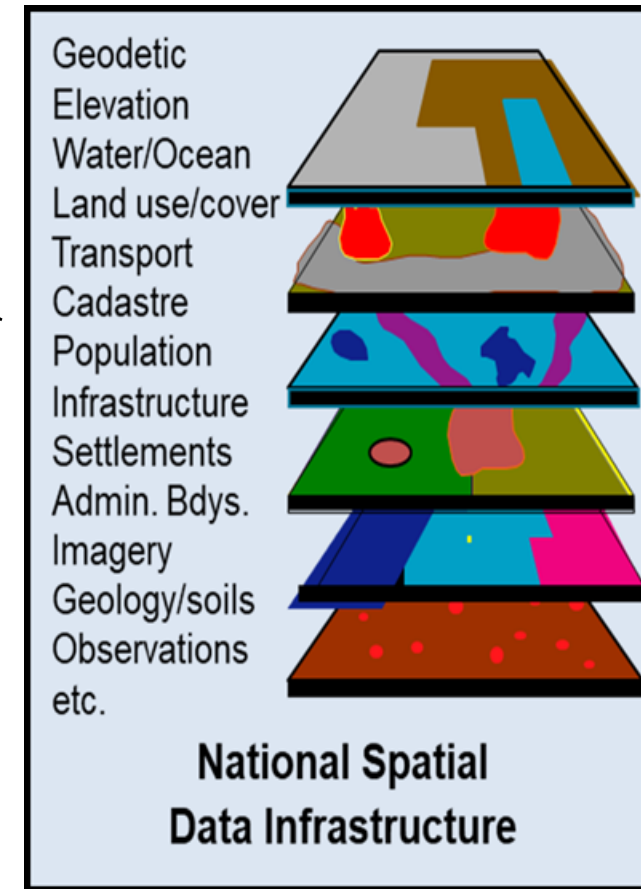 Geodetic
Elevation
Water/Ocean
Land use/cover
Transport
Cadastre
Population
Infrastructure
Settlements
Admin. Bdys.
Imagery
Geology/soils
Observations
etc.
National Spatial
Data Infrastructure